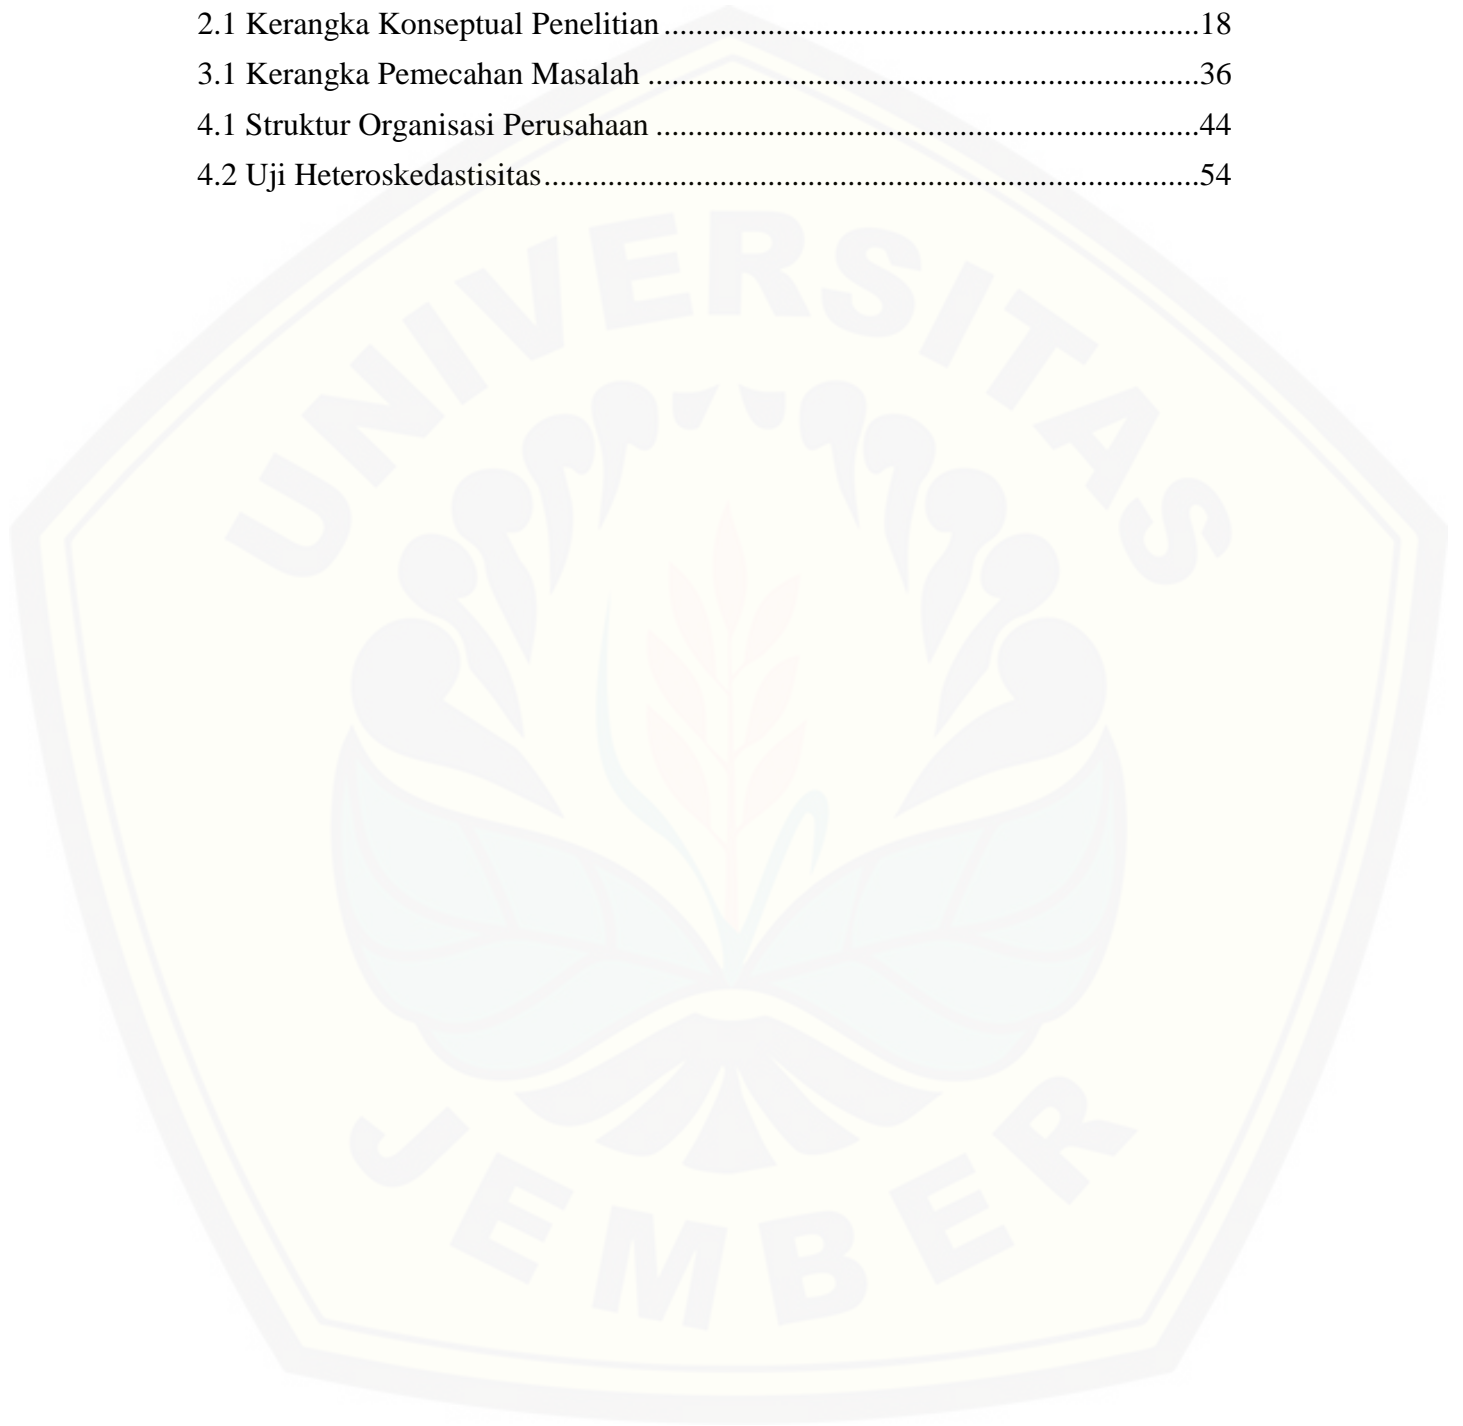 2.1 Kerangka Konseptual Penelitian ....................................................................18
3.1 Kerangka Pemecahan Masalah ......................................................................36
4.1 Struktur Organisasi Perusahaan .....................................................................44
4.2 Uji Heteroskedastisitas...................................................................................54
UNIVERSITAS
JEMBER